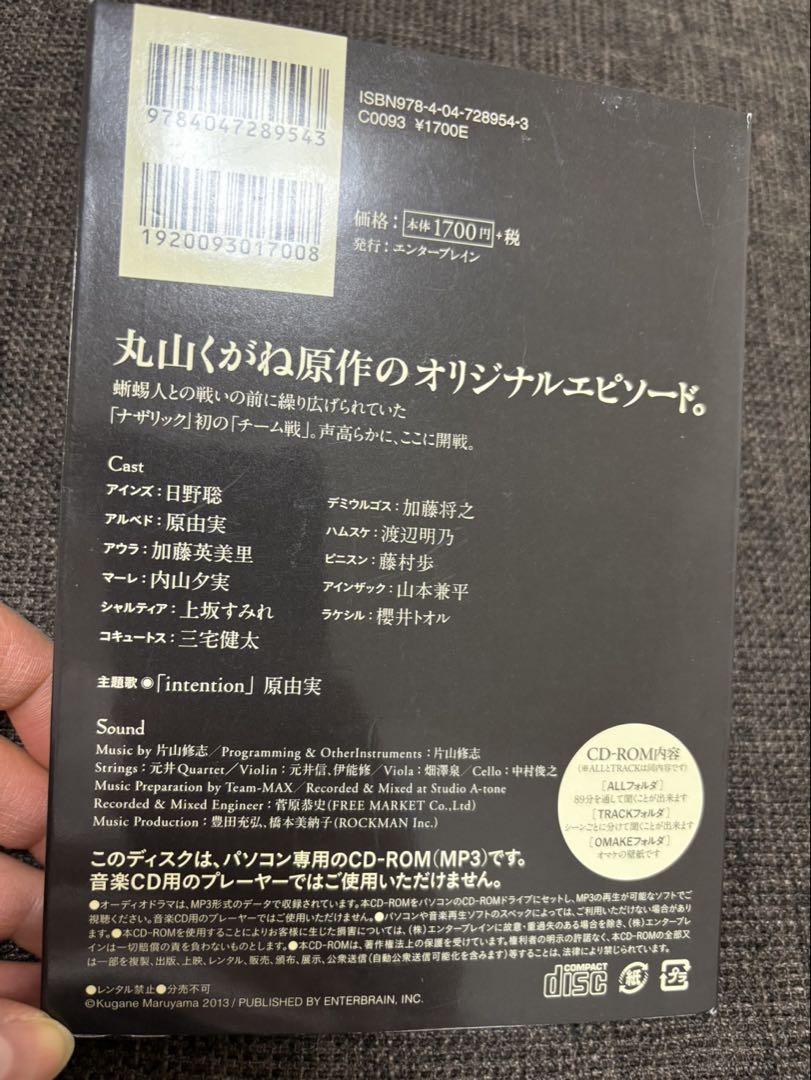 9784047289543
ISBN978-4-04-728954-3
C0093 ¥1700E
1920093017008
価格：本体1700円+税
発行：エンターブレイン
丸山くがね原作のオリジナルエピソード。
蜥蜴人との戦いの前に繰り広げられていた
「ナザリック」初の「チーム戦」。声高らかに、ここに開戦。
Cast
アインズ：日野聡
アルベド：原由実
アウラ：加藤英美里
マーレ：内山夕実
シャルティア：上坂すみれ
コキュートス：三宅健太
デミウルゴス：加藤将之
ハムスケ：渡辺明乃
ピニスン：藤村歩
アインザック：山本兼平
ラケシル：櫻井トオル
主題歌◉「intention」原由実
Sound
Music by 片山修志／Programming & OtherInstruments：片山修志
Strings：元井Quartet／Violin：元井信、伊能修／Viola：畑澤泉／Cello：中村俊之
Music Preparation by Team-MAX／Recorded & Mixed at Studio A-tone
Recorded & Mixed Engineer：菅原恭史(FREE MARKET Co.,Ltd)
Music Production：豊田充弘、橋本美納子(ROCKMAN Inc.)
CD-ROM内容
(※ALLとTRACKは同内容です)
［ALLフォルダ］
89分を通して聞くことが出来ます
［TRACKフォルダ］
シーンごとに分けて聞くことが出来ます
［OMAKEフォルダ］
オマケの壁紙です
このディスクは、パソコン専用のCD-ROM(MP3)です。
音楽CD用のプレーヤーではご使用いただけません。
●オーディオドラマは、MP3形式のデータで収録されています。本CD-ROMをパソコンのCD-ROMドライブにセットし、MP3の再生が可能なソフトでご
視聴ください。音楽CD用のプレーヤーではご使用いただけません。●パソコンや音楽再生ソフトのスペックによっては、ご利用いただけない場合があり
ます。●本CD-ROMを使用することによりお客様に生じた損害については、(株)エンターブレインに故意・重過失のある場合を除き、(株)エンターブレ
インは一切賠償の責を負わないものとします。●本CD-ROMは、著作権法上の保護を受けています。権利者の明示の許諾なく、本CD-ROMの全部又
は一部を複製、出版、上映、レンタル、販売、頒布、展示、公衆送信(自動公衆送信可能化を含みます)等することは、法律により禁じられています。
●レンタル禁止●分売不可
©Kugane Maruyama 2013 / PUBLISHED BY ENTERBRAIN, INC.
COMPACT
disc
紙
プラ